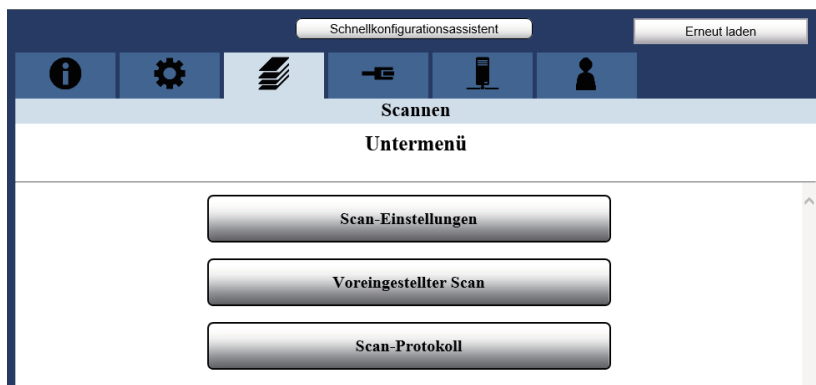 Schnellkonfigurationsassistent
Erneut laden
Scannen
Untermenü
Scan-Einstellungen
Voreingestellter Scan
Scan-Protokoll